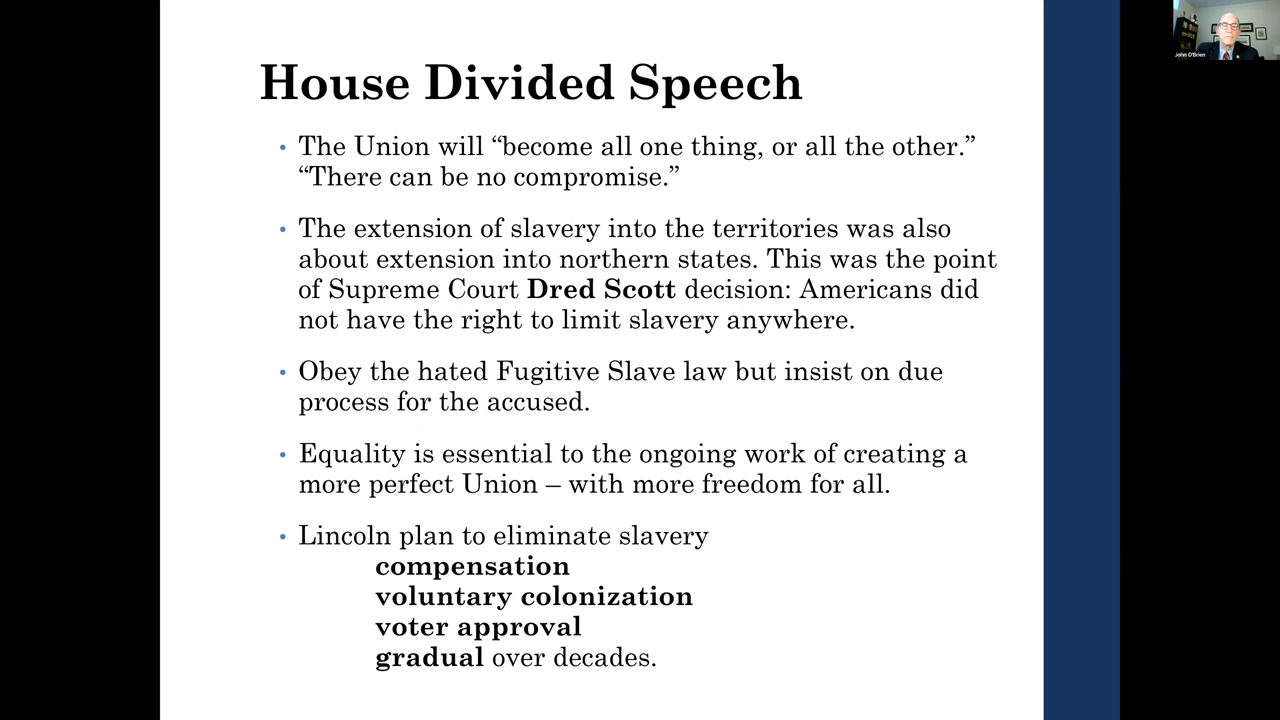 House Divided Speech
• The Union will “become all one thing, or all the other.”
“There can be no compromise.”
• The extension of slavery into the territories was also
about extension into northern states. This was the point
of Supreme Court Dred Scott decision: Americans did
not have the right to limit slavery anywhere.
• Obey the hated Fugitive Slave law but insist on due
process for the accused.
• Equality is essential to the ongoing work of creating a
more perfect Union – with more freedom for all.
• Lincoln plan to eliminate slavery
compensation
voluntary colonization
voter approval
gradual over decades.
John O'Brien